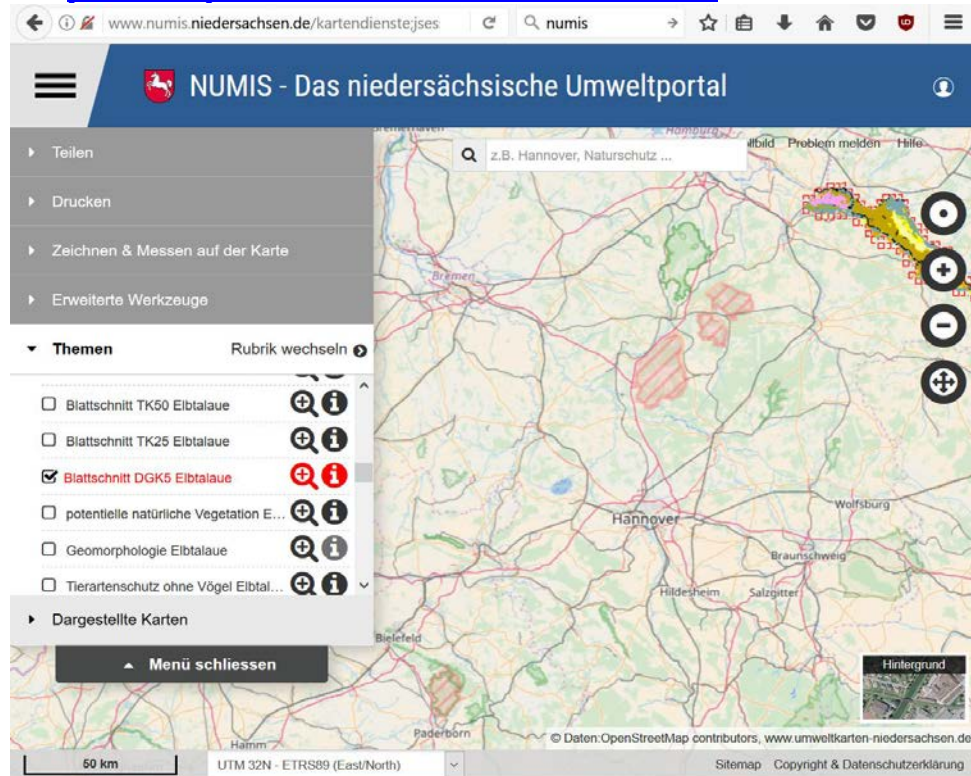 www.numis.niedersachsen.de/kartendienste;jses
numis
NUMIS - Das niedersächsische Umweltportal
Teilen
Drucken
Zeichnen & Messen auf der Karte
Erweiterte Werkzeuge
Themen Rubrik wechseln
Blattschnitt TK50 Elbtalaue
Blattschnitt TK25 Elbtalaue
Blattschnitt DGK5 Elbtalaue
potentielle natürliche Vegetation E...
Geomorphologie Elbtalaue
Tierartenschutz ohne Vögel Elbtal...
Dargestellte Karten
Menü schliessen
z.B. Hannover, Naturschutz ...
Problem melden Hilfe
Hamburg
Bremen
Hannover
Wolfsburg
Braunschweig
Hildesheim
Salzgitter
Bielefeld
Paderborn
Hamm
Hintergrund
© Daten:OpenStreetMap contributors, www.umweltkarten-niedersachsen.de
50 km
UTM 32N - ETRS89 (East/North)
Sitemap Copyright & Datenschutzerklärung